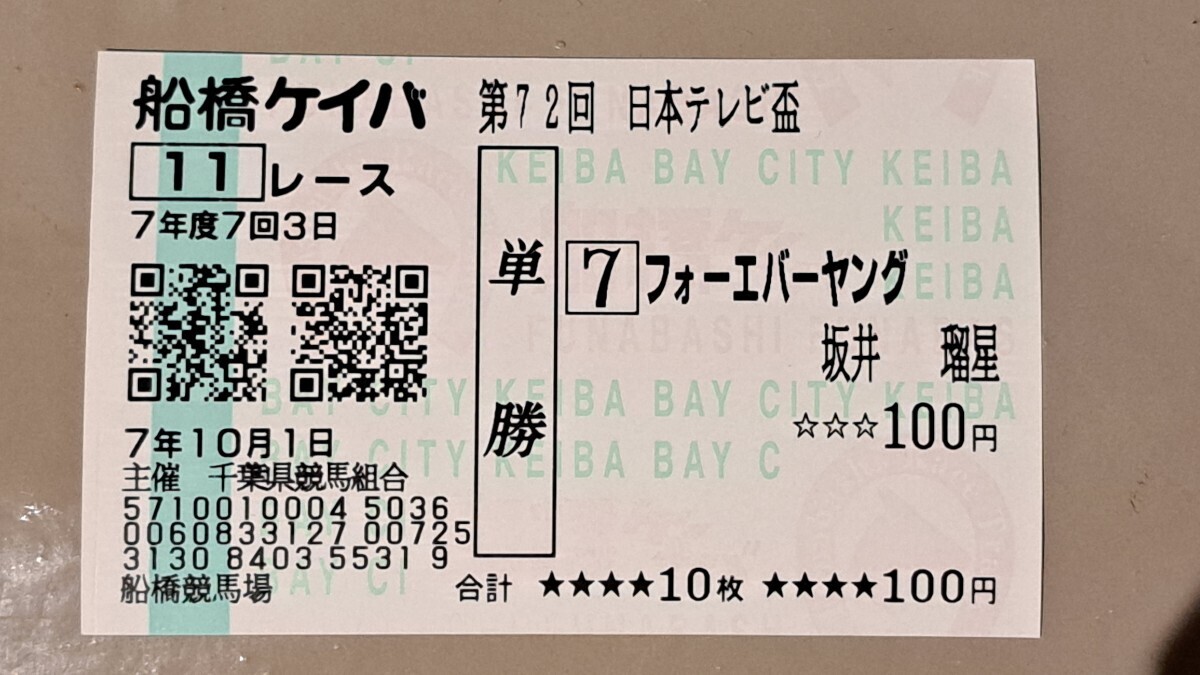 船橋ケイバ 第72回 日本テレビ盃
11レース
7年度7回3日
単勝
7 フォーエバーヤング
坂井 瑠星
☆☆☆100円
7年10月1日
主催 千葉県競馬組合
5710010004 5036
0060833127 00725
3130 8403 5531 9
船橋競馬場
合計 ★★★★10枚 ★★★★100円
KEIBA BAY CITY KEIBA
KEIBA
KEIBA
FUNABASHI
BAY CITY KEIBA BAY CITY KEIBA
BAY CITY KEIBA BAY C
BAY CI